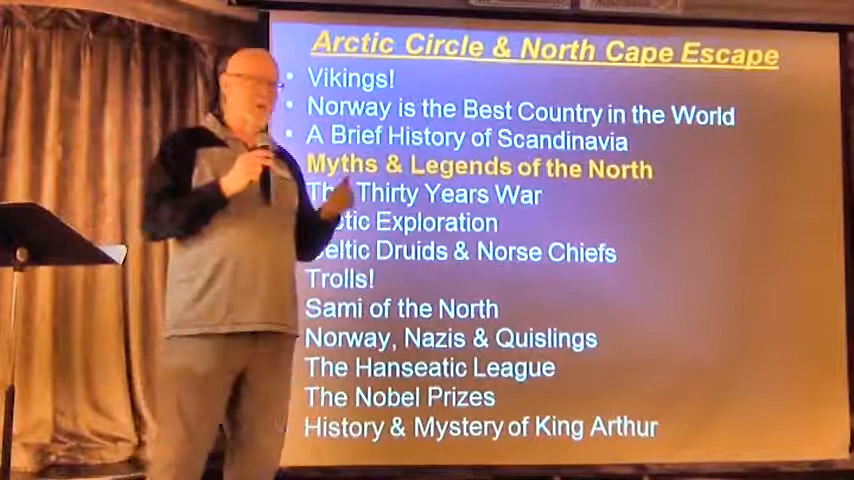 Arctic Circle & North Cape Escape
• Vikings!
• Norway is the Best Country in the World
• A Brief History of Scandinavia
Myths & Legends of the North
The Thirty Years War
Exploration
Druids & Norse Chiefs
Trolls!
Sami of the North
Norway, Nazis & Quislings
The Hanseatic League
The Nobel Prizes
History & Mystery of King Arthur